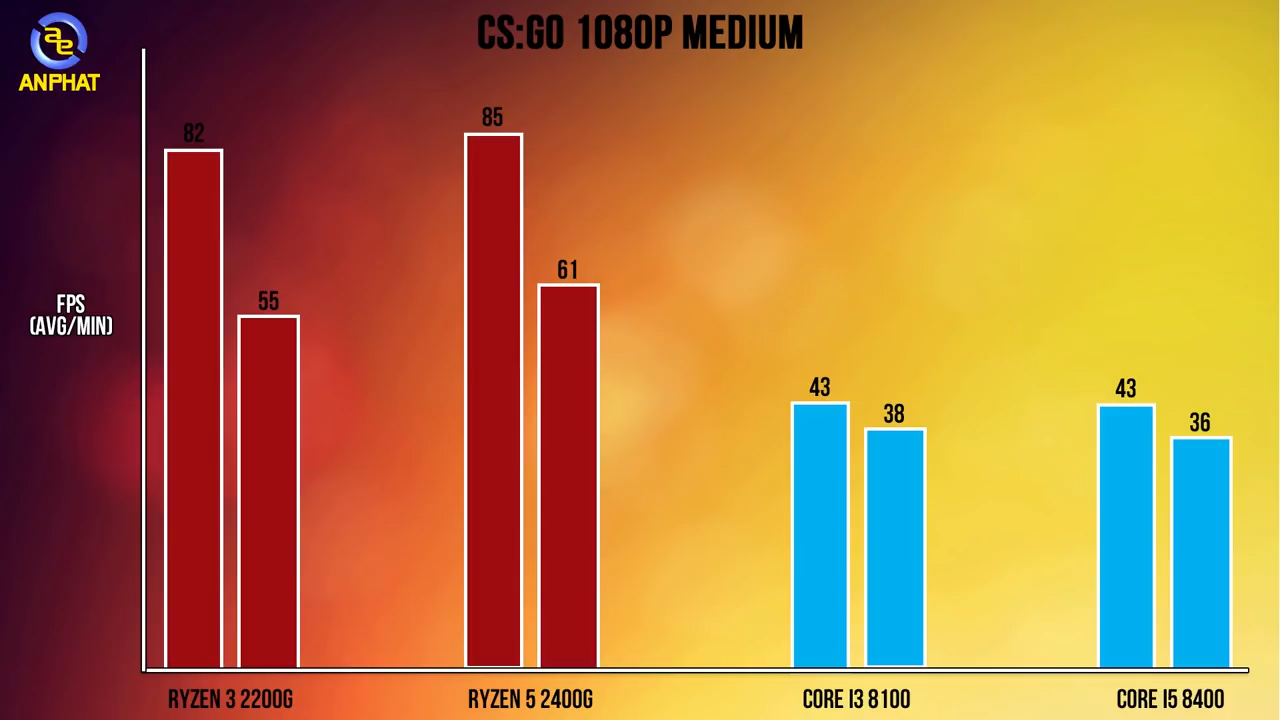 ae
ANPHAT
CS:GO 1080P MEDIUM
FPS
(AVG/MIN)
82
55
85
61
43
38
43
36
RYZEN 3 2200G
RYZEN 5 2400G
CORE I3 8100
CORE I5 8400